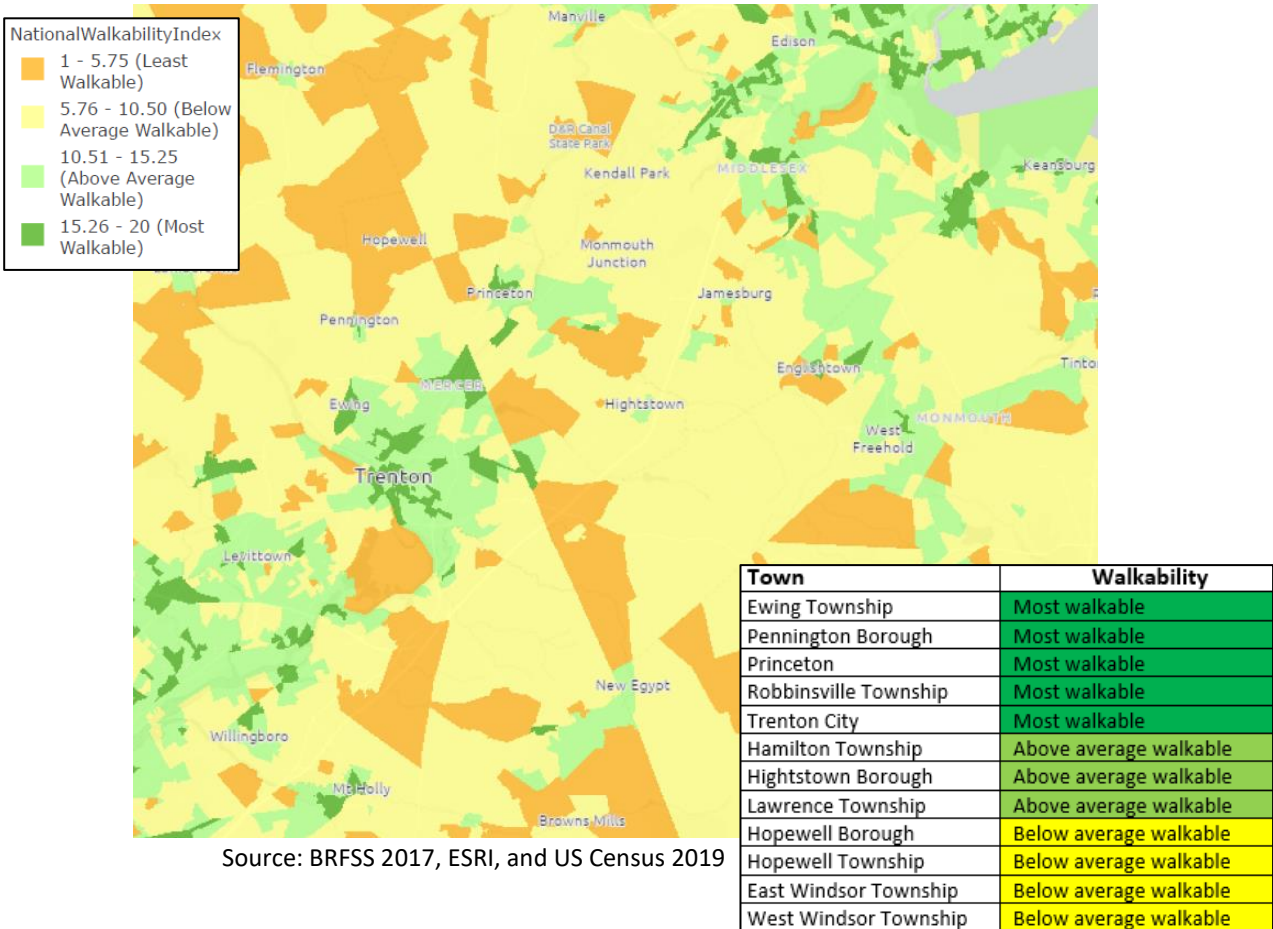 NationalWalkabilityIndex
1 - 5.75 (Least
Walkable)
5.76 - 10.50 (Below
Average Walkable)
10.51 - 15.25
(Above Average
Walkable)
15.26 - 20 (Most
Walkable)
Manville
Edison
Flemington
D&R Canal
State Park
Kendall Park
MIDDLESEX
Keansburg
Hopewell
Monmouth
Junction
Princeton
Jamesburg
Pennington
Englishtown
MERCER
Ewing
Hightstown
MONMOUTH
West
Freehold
Trenton
Levittown
New Egypt
Willingboro
Mt Holly
Browns Mills
Source: BRFSS 2017, ESRI, and US Census 2019
Town Walkability
Ewing Township Most walkable
Pennington Borough Most walkable
Princeton Most walkable
Robbinsville Township Most walkable
Trenton City Most walkable
Hamilton Township Above average walkable
Hightstown Borough Above average walkable
Lawrence Township Above average walkable
Hopewell Borough Below average walkable
Hopewell Township Below average walkable
East Windsor Township Below average walkable
West Windsor Township Below average walkable